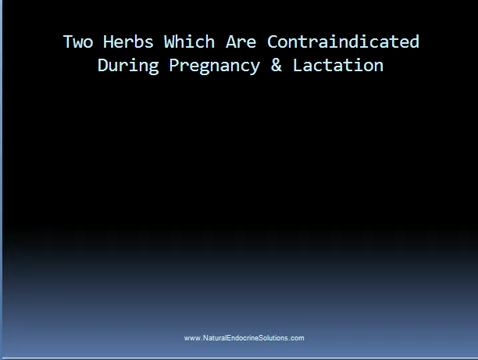 Two Herbs Which Are Contraindicated
During Pregnancy & Lactation
www.NaturalEndocrineSolutions.com